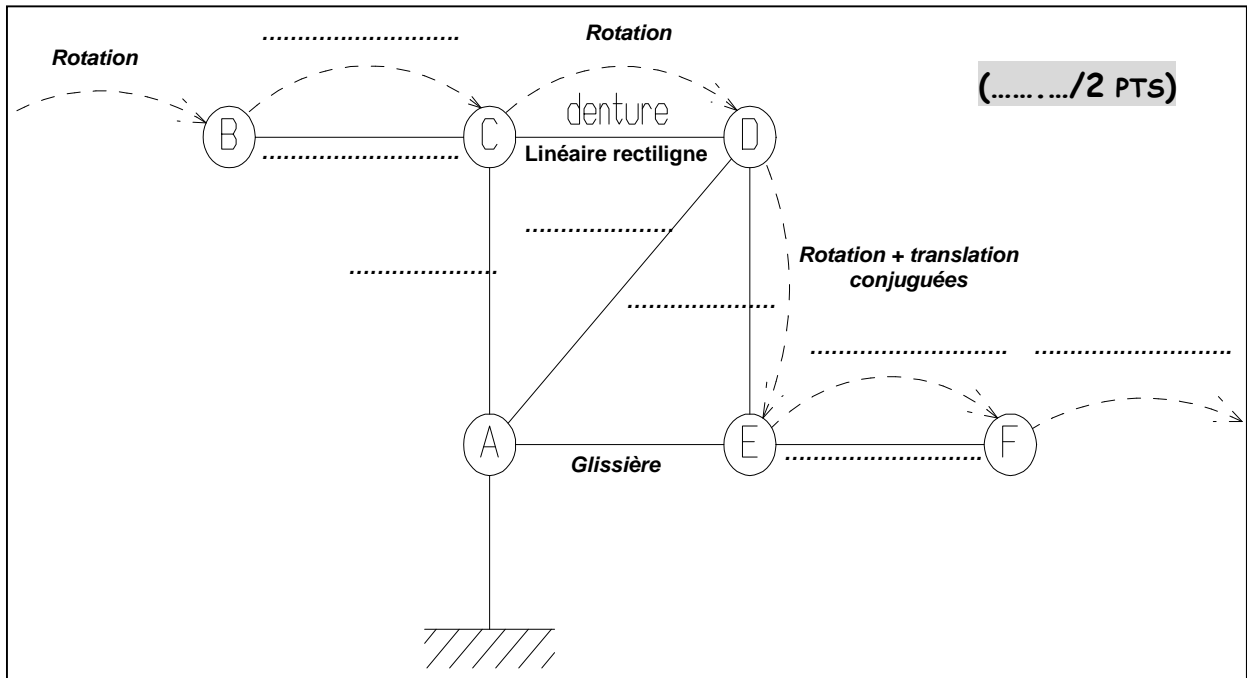 ..............................
Rotation
Rotation
(……. …/2 PTS)
denture
B
C
D
Linéaire rectiligne
..............................
......................
......................
Rotation + translation
conjuguées
......................
..............................
..............................
A
E
F
Glissière
..............................